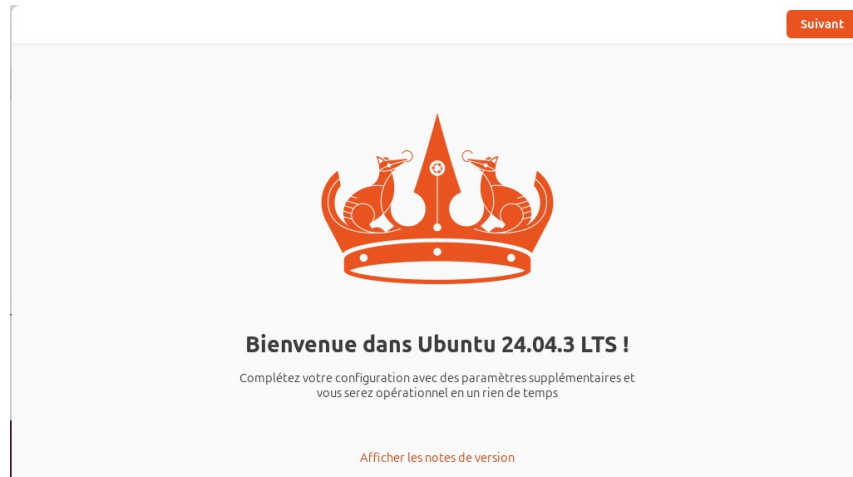 Suivant
Bienvenue dans Ubuntu 24.04.3 LTS !
Complétez votre configuration avec des paramètres supplémentaires et
vous serez opérationnel en un rien de temps
Afficher les notes de version